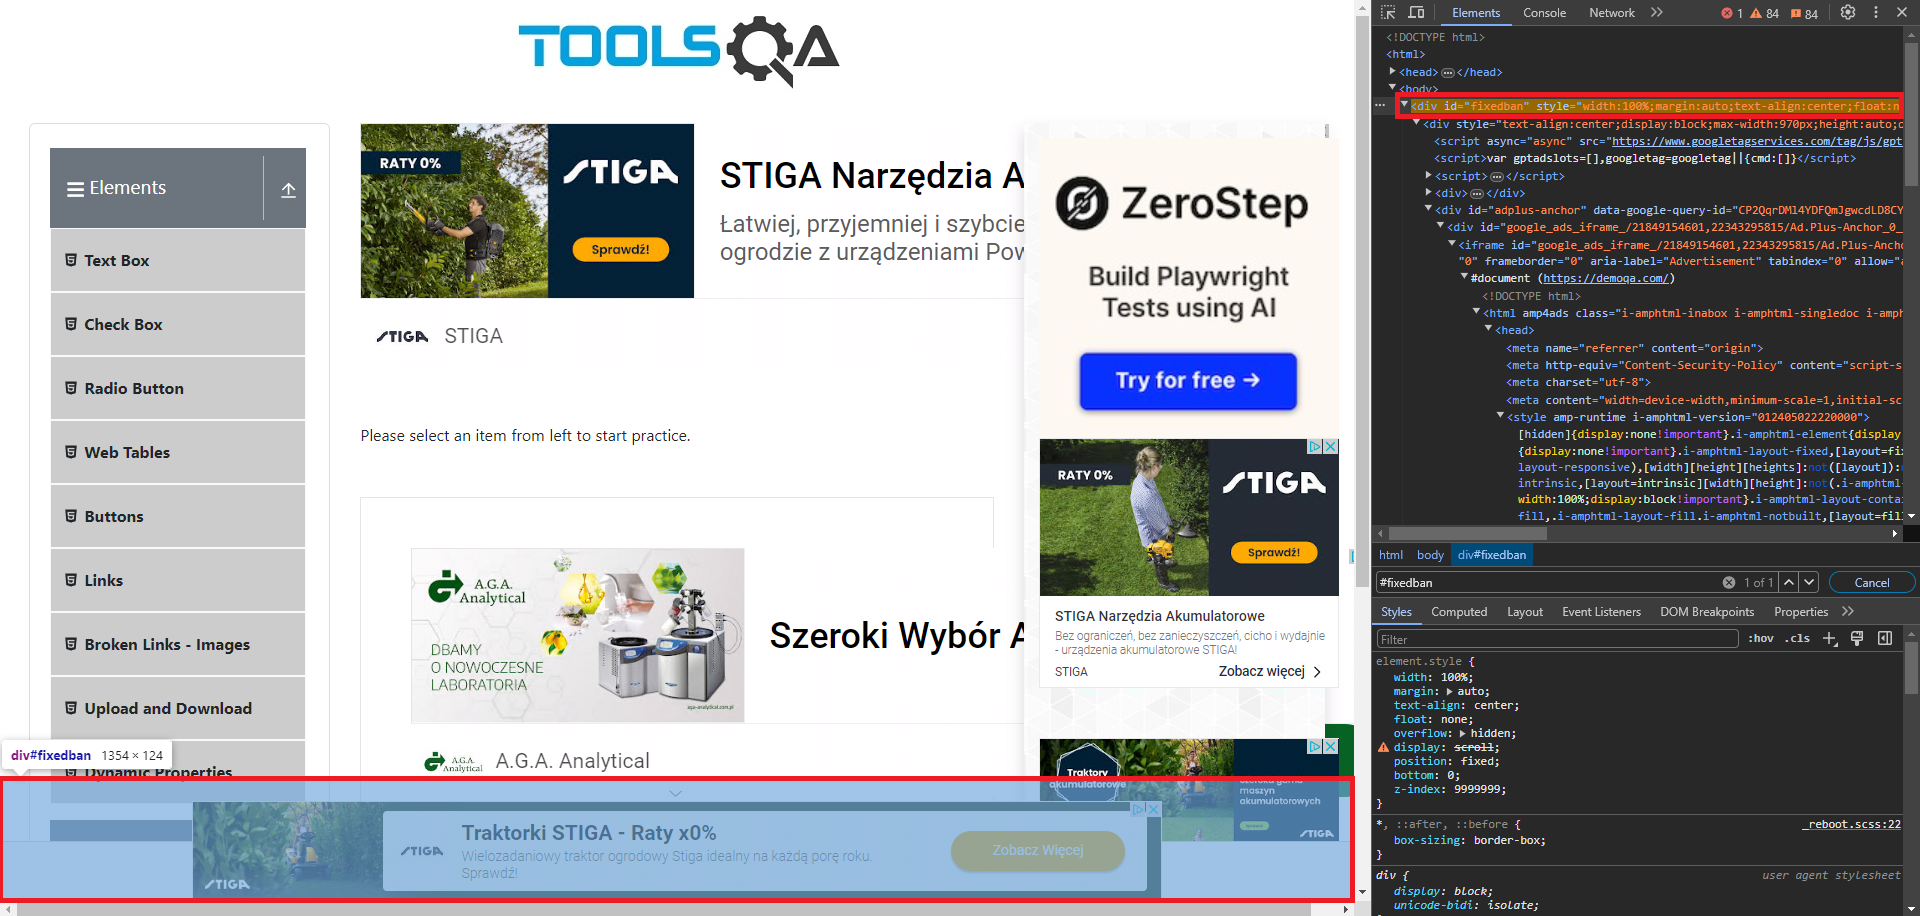 TOOLSQA
Elements
Text Box
Check Box
Radio Button
Web Tables
Buttons
Links
Broken Links - Images
Upload and Download
Dynamic Properties
div#fixedban 1354 × 124
RATY 0%
STIGA
Sprawdź!
STIGA Narzędzia A
Łatwiej, przyjemniej i szybcie
ogrodzie z urządzeniami Pow
STIGA STIGA
Please select an item from left to start practice.
A.G.A.
Analytical
DBAMY
O NOWOCZESNE
LABORATORIA
aga-analytical.com.pl
Szeroki Wybór A
A.G.A.
Analytical
A.G.A. Analytical
ZeroStep
Build Playwright
Tests using AI
Try for free →
RATY 0%
STIGA
Sprawdź!
STIGA Narzędzia Akumulatorowe
Bez ograniczeń, bez zanieczyszczeń, cicho i wydajnie
- urządzenia akumulatorowe STIGA!
STIGA Zobacz więcej
Traktory
akumulatorowe
STIGA
maszyn
akumulatorowych
STIGA
STIGA
STIGA
Traktorki STIGA - Raty x0%
Wielozadaniowy traktor ogrodowy Stiga idealny na każdą porę roku.
Sprawdź!
Zobacz Więcej
Elements Console Network 1 84 84
<!DOCTYPE html>
<html>
<head> ••• </head>
<body>
••• <div id="fixedban" style="width:100%;margin:auto;text-align:center;float:n
<div style="text-align:center;display:block;max-width:970px;height:auto;o
<script async="async" src="https://www.googletagservices.com/tag/js/gpt
<script>var gptadslots=[],googletag=googletag||{cmd:[]}</script>
<script> ••• </script>
<div> ••• </div>
<div id="adplus-anchor" data-google-query-id="CP2QqrDMl4YDFQmJgwcdLD8CY
<div id="google_ads_iframe_/21849154601,22343295815/Ad.Plus-Anchor_0_
<iframe id="google_ads_iframe_/21849154601,22343295815/Ad.Plus-Ancho
"0" frameborder="0" aria-label="Advertisement" tabindex="0" allow="a
#document (https://demoqa.com/)
<!DOCTYPE html>
<html amp4ads class="i-amphtml-inabox i-amphtml-singledoc i-amph
<head>
<meta name="referrer" content="origin">
<meta http-equiv="Content-Security-Policy" content="script-s
<meta charset="utf-8">
<meta content="width=device-width,minimum-scale=1,initial-sc
<style amp-runtime i-amphtml-version="012405022220000">
[hidden]{display:none!important}.i-amphtml-element{display
{display:none!important}.i-amphtml-layout-fixed,[layout=fi
layout-responsive),[width][height][heights]:not([layout]):
intrinsic,[layout=intrinsic][width][height]:not(.i-amphtml-
width:100%;display:block!important}.i-amphtml-layout-conta
fill,.i-amphtml-layout-fill.i-amphtml-notbuilt,[layout=fil
html body div#fixedban
#fixedban 1 of 1 Cancel
Styles Computed Layout Event Listeners DOM Breakpoints Properties
Filter :hov .cls
element.style {
width: 100%;
margin: auto;
text-align: center;
float: none;
overflow: hidden;
display: scroll;
position: fixed;
bottom: 0;
z-index: 9999999;
}
*, ::after, ::before { _reboot.scss:22
box-sizing: border-box;
}
div { user agent stylesheet
display: block;
unicode-bidi: isolate;